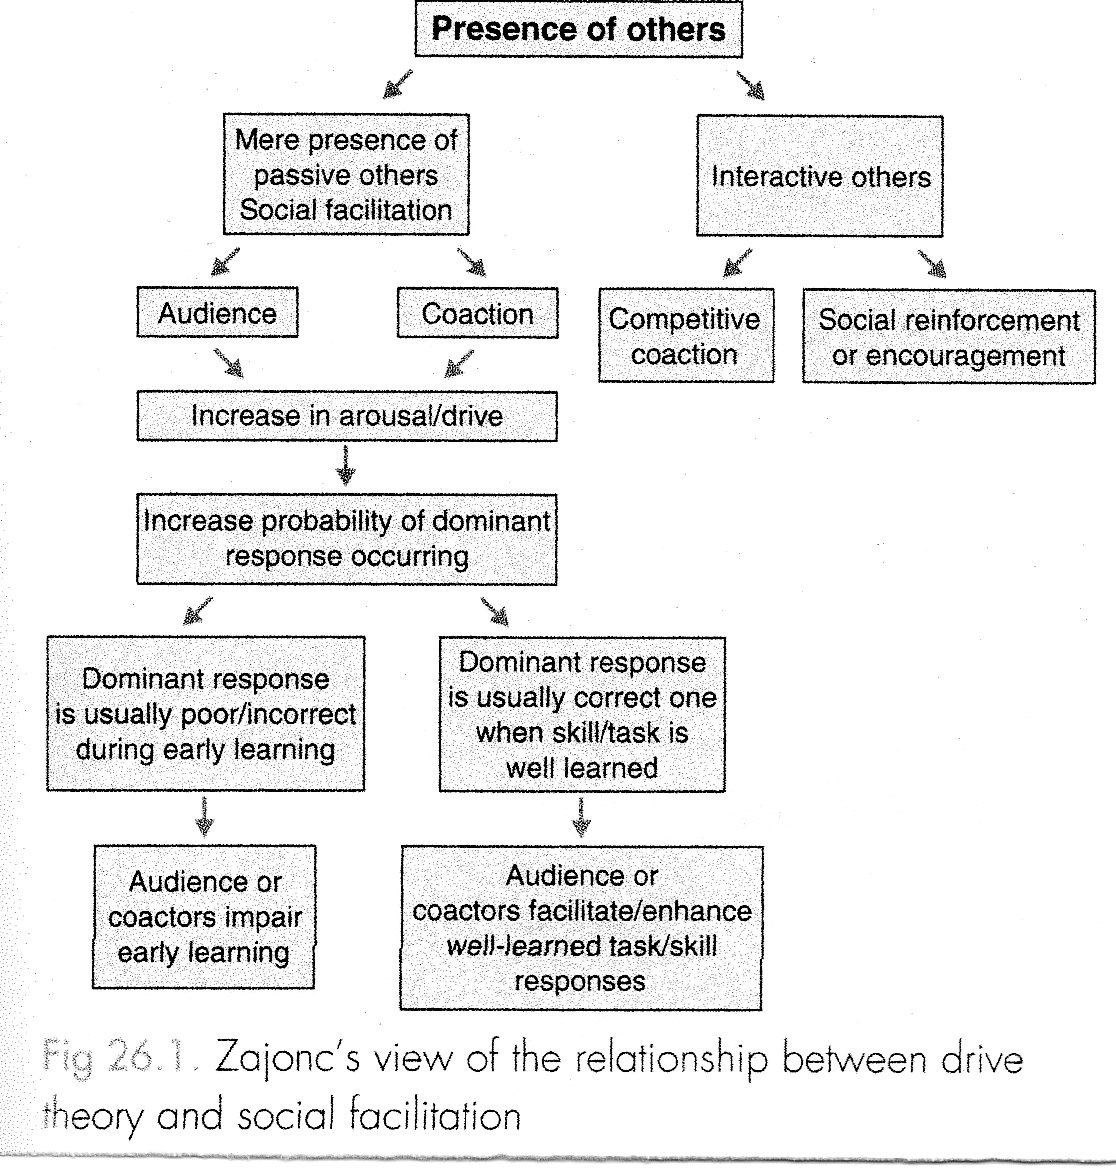 Presence of others
Mere presence of
passive others
Social facilitation
Interactive others
Audience
Coaction
Competitive
coaction
Social reinforcement
or encouragement
Increase in arousal/drive
Increase probability of dominant
response occurring
Dominant response
is usually poor/incorrect
during early learning
Dominant response
is usually correct one
when skill/task is
well learned
Audience or
coactors impair
early learning
Audience or
coactors facilitate/enhance
well-learned task/skill
responses
Fig 26.1. Zajonc's view of the relationship between drive
theory and social facilitation